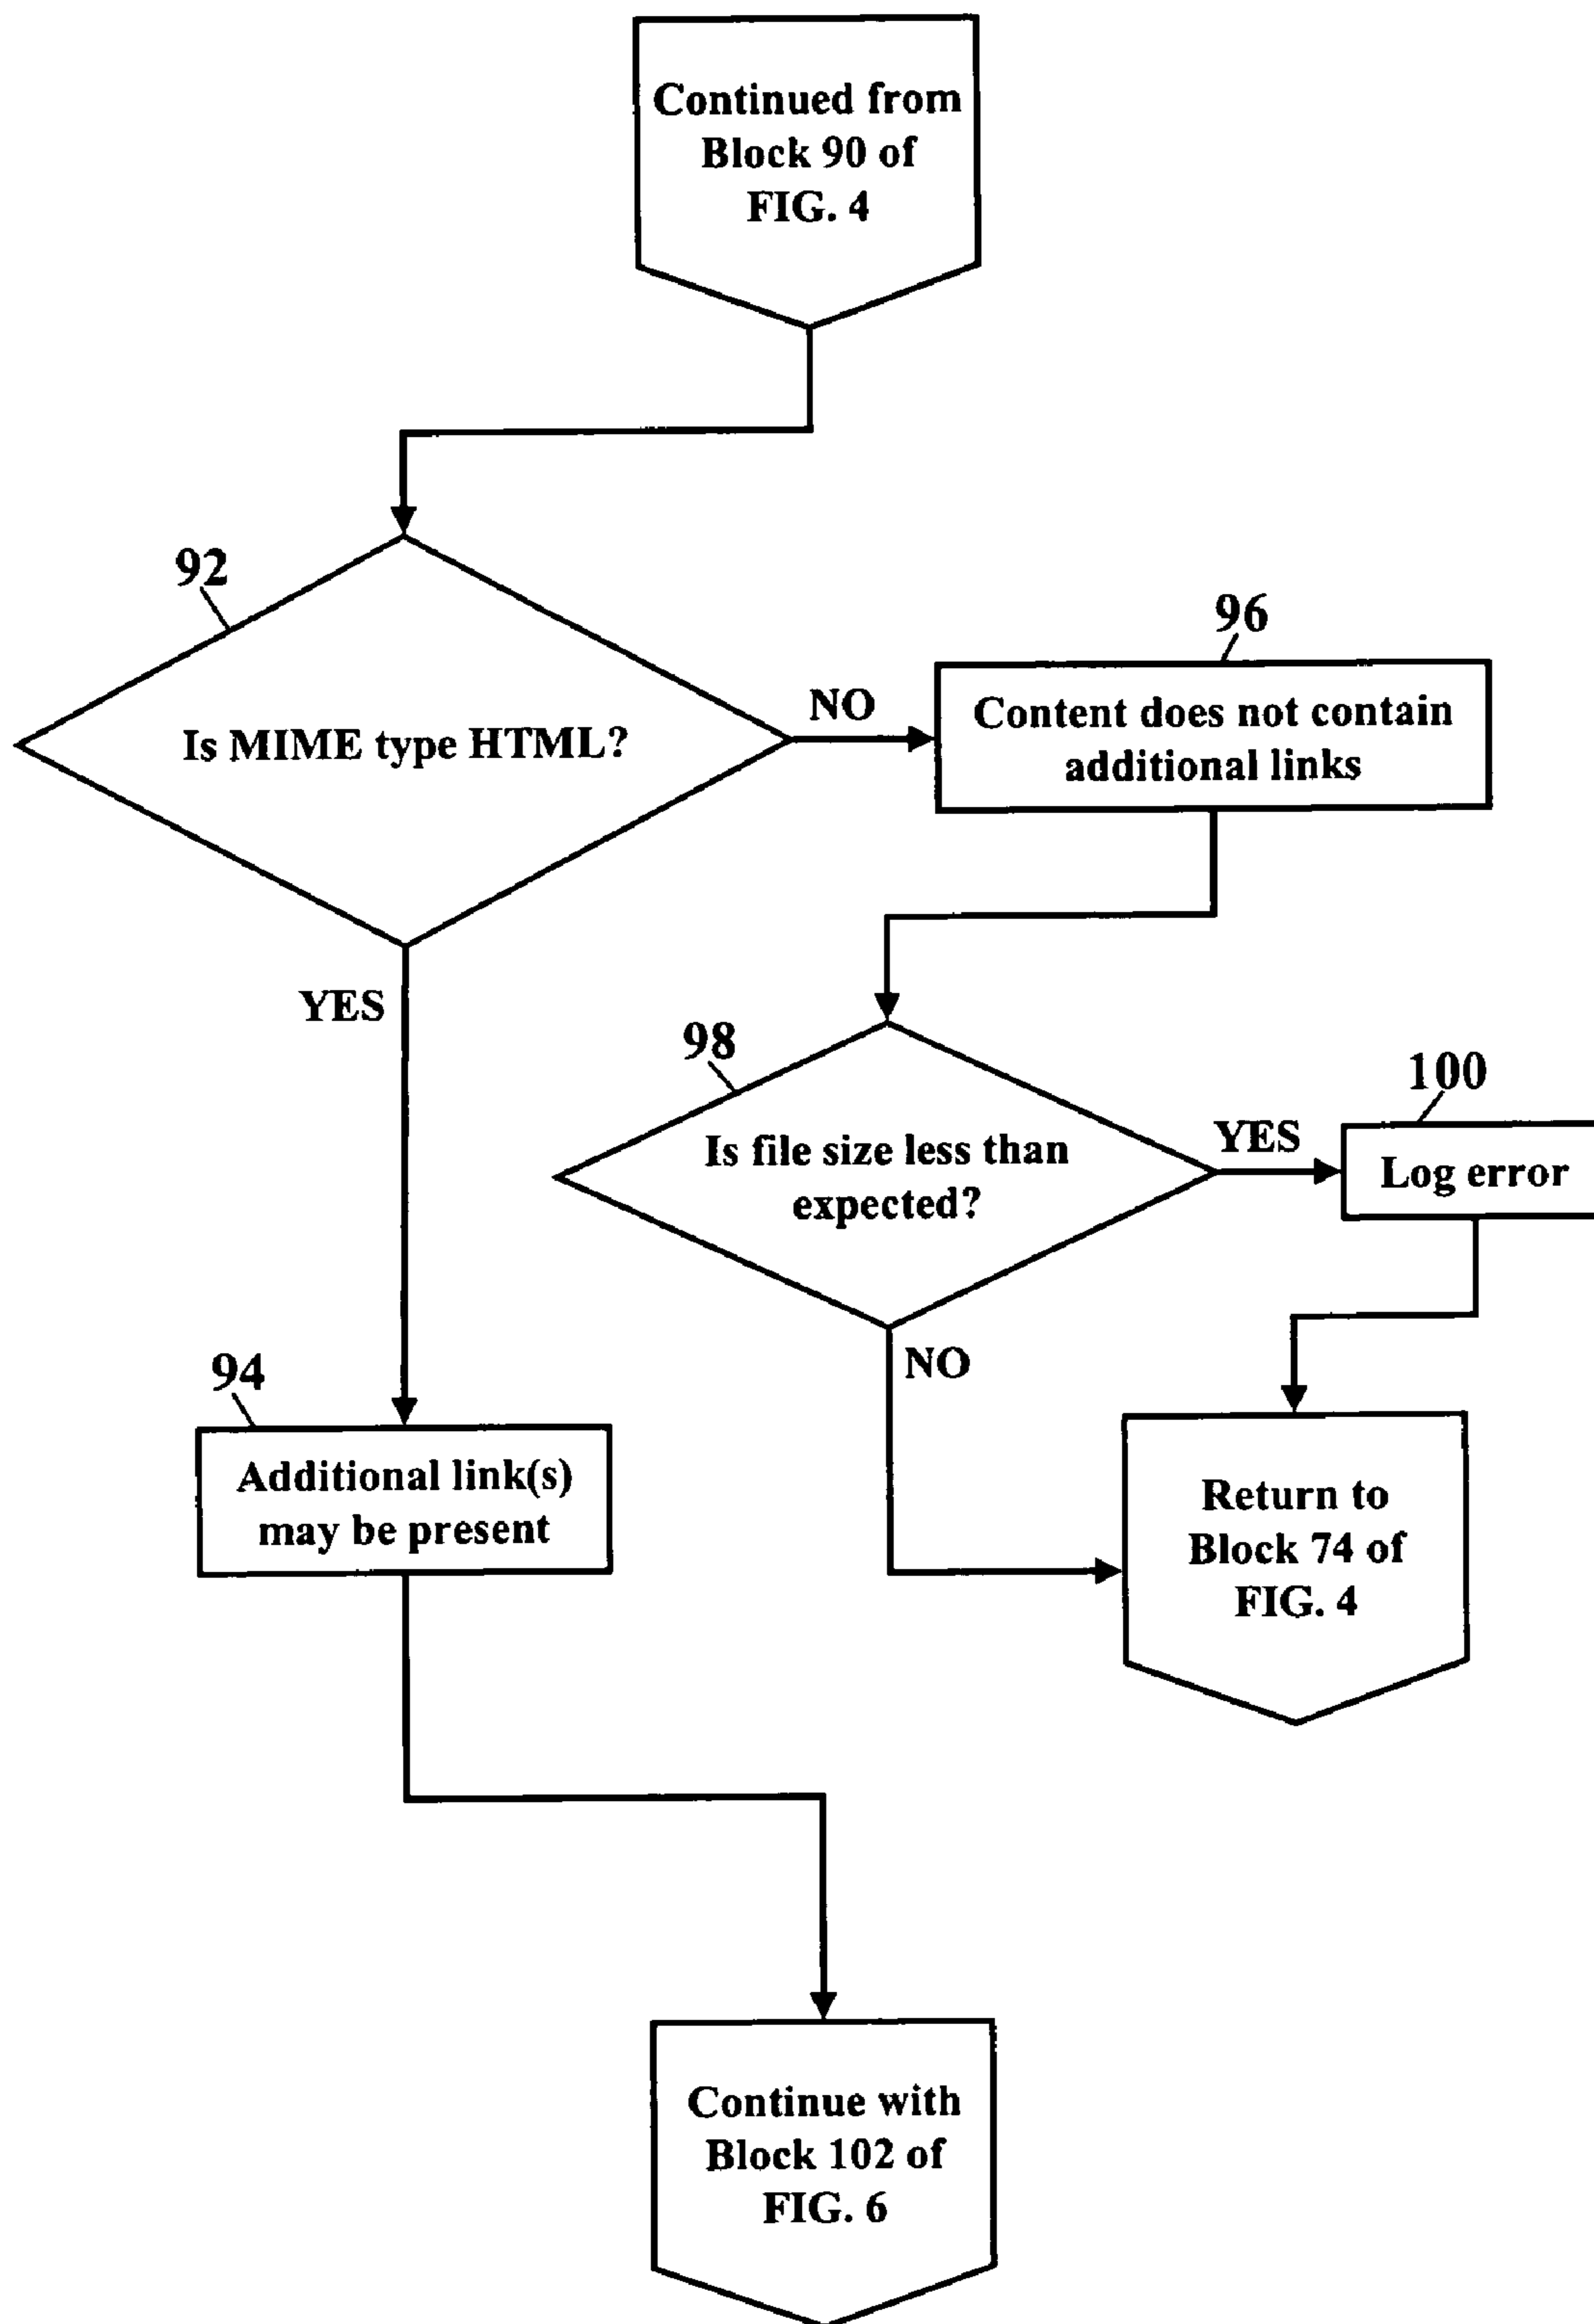 Continued from
Block 90 of
FIG. 4
92
Is MIME type HTML?
NO
96
Content does not contain
additional links
YES
98
Is file size less than
expected?
YES
100
Log error
NO
94
Additional link(s)
may be present
Return to
Block 74 of
FIG. 4
Continue with
Block 102 of
FIG. 6